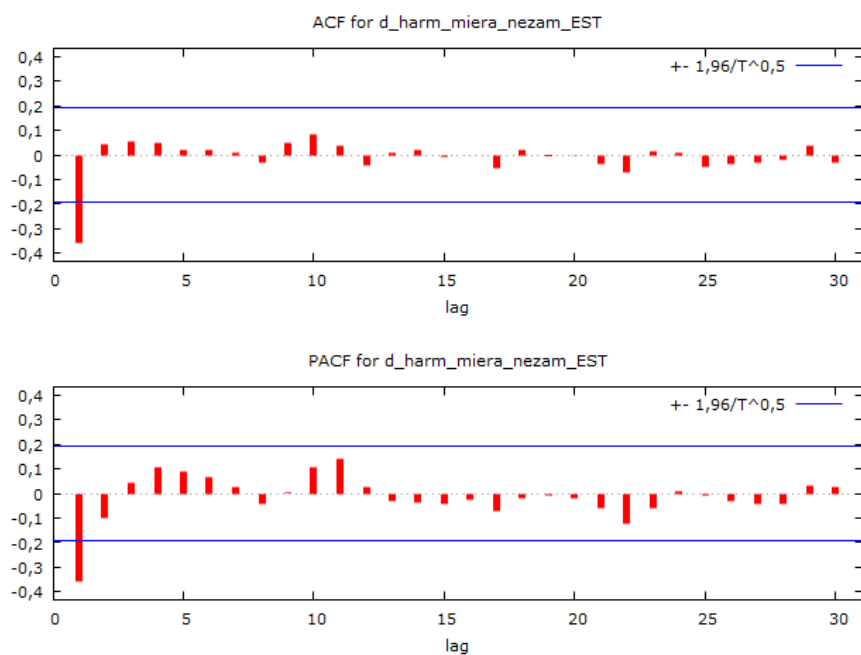 ACF for d_harm_miera_nezam_EST
+- 1,96/T^0,5
0,4
0,3
0,2
0,1
0
-0,1
-0,2
-0,3
-0,4
0 5 10 15 20 25 30
lag
PACF for d_harm_miera_nezam_EST
+- 1,96/T^0,5
0,4
0,3
0,2
0,1
0
-0,1
-0,2
-0,3
-0,4
0 5 10 15 20 25 30
lag